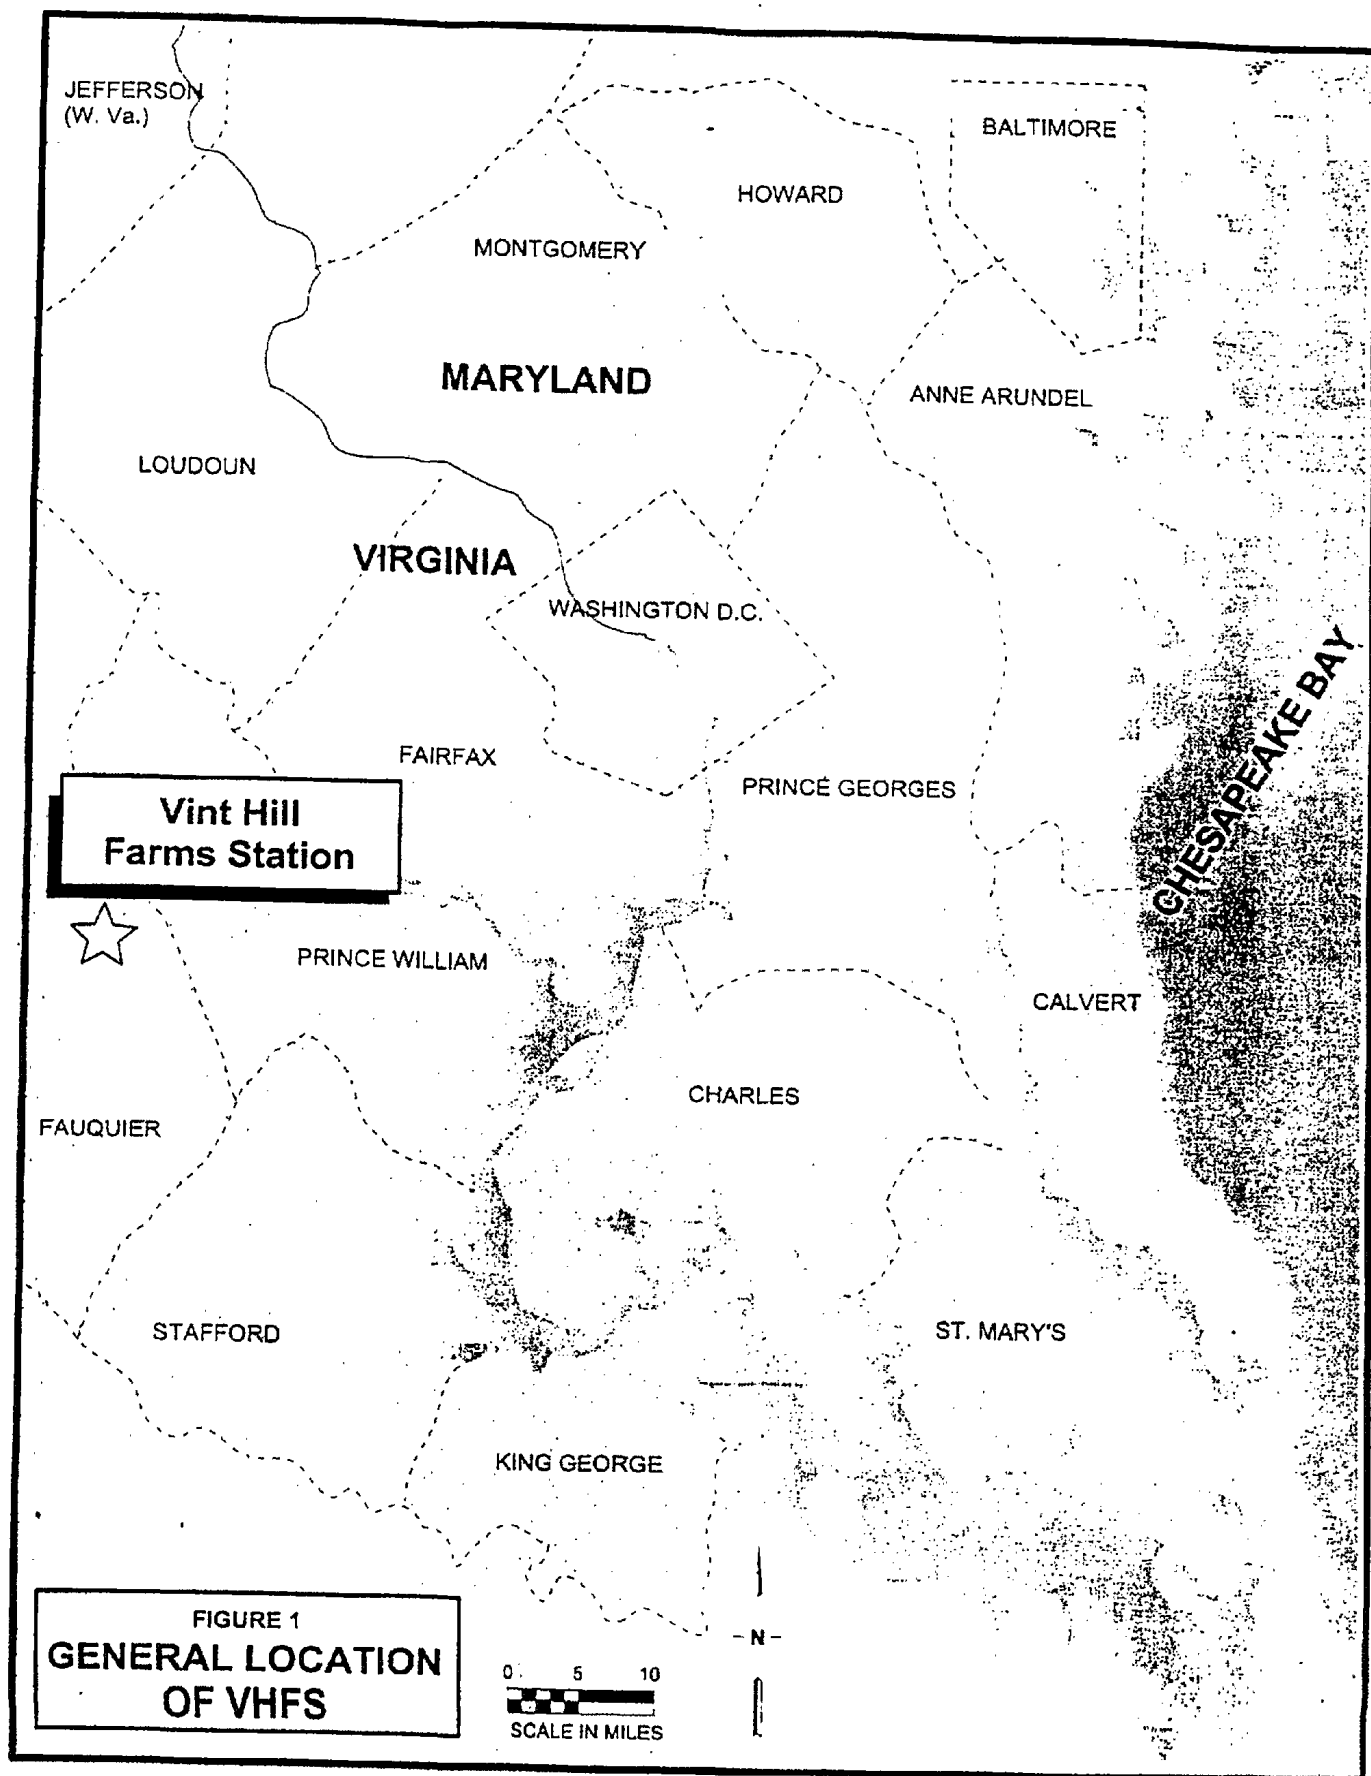 JEFFERSON
(W. Va.)
BALTIMORE
HOWARD
MONTGOMERY
MARYLAND
ANNE ARUNDEL
LOUDOUN
VIRGINIA
WASHINGTON D.C.
CHESAPEAKE BAY
FAIRFAX
PRINCE GEORGES
Vint Hill
Farms Station
PRINCE WILLIAM
CALVERT
CHARLES
FAUQUIER
STAFFORD
ST. MARY'S
KING GEORGE
FIGURE 1
GENERAL LOCATION
OF VHFS
0 5 10
SCALE IN MILES
-N-